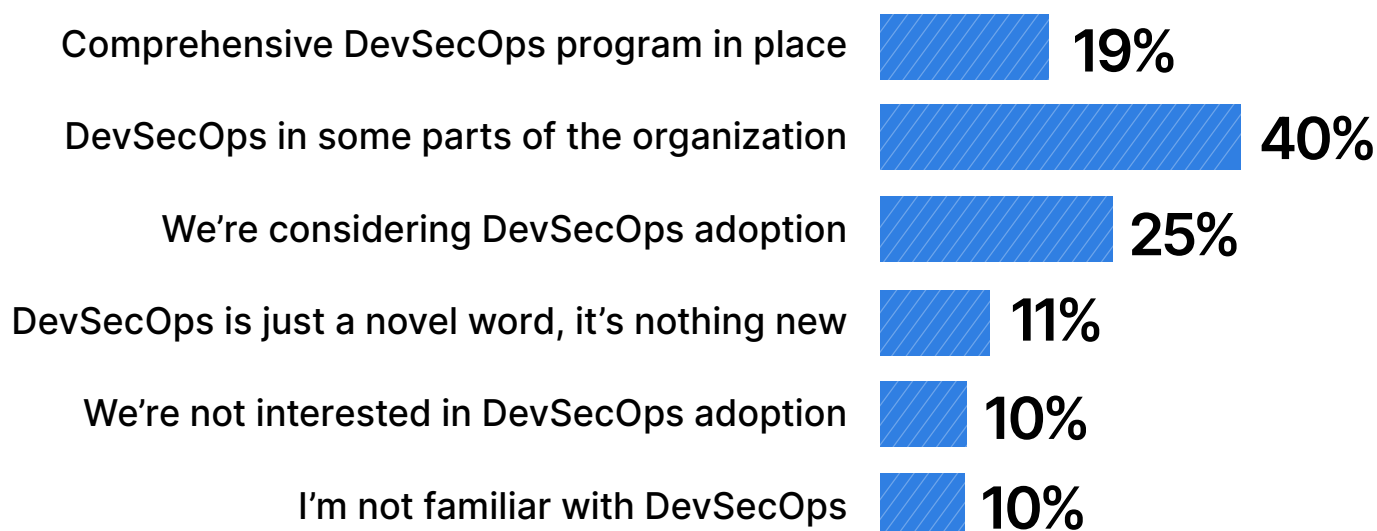 Comprehensive DevSecOps program in place 19%
DevSecOps in some parts of the organization 40%
We’re considering DevSecOps adoption 25%
DevSecOps is just a novel word, it’s nothing new 11%
We’re not interested in DevSecOps adoption 10%
I’m not familiar with DevSecOps 10%